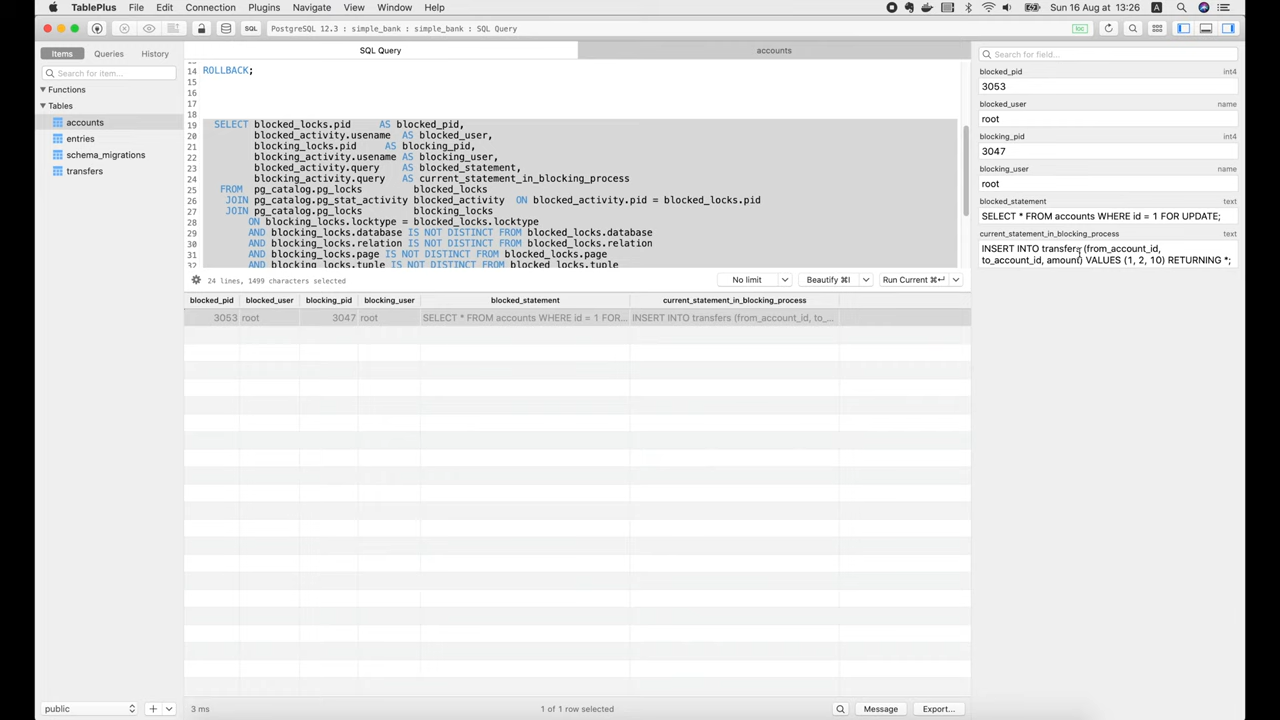 TablePlus File Edit Connection Plugins Navigate View Window Help
Sun 16 Aug at 13:26
SQL PostgreSQL 12.3 : simple_bank : simple_bank : SQL Query
loc
Items Queries History
Search for item...
Functions
Tables
accounts
entries
schema_migrations
transfers
SQL Query
accounts
14 ROLLBACK;
15
16
17
18
19 SELECT blocked_locks.pid AS blocked_pid,
20 blocked_activity.usename AS blocked_user,
21 blocking_locks.pid AS blocking_pid,
22 blocking_activity.usename AS blocking_user,
23 blocked_activity.query AS blocked_statement,
24 blocking_activity.query AS current_statement_in_blocking_process
25 FROM pg_catalog.pg_locks blocked_locks
26 JOIN pg_catalog.pg_stat_activity blocked_activity ON blocked_activity.pid = blocked_locks.pid
27 JOIN pg_catalog.pg_locks blocking_locks
28 ON blocking_locks.locktype = blocked_locks.locktype
29 AND blocking_locks.database IS NOT DISTINCT FROM blocked_locks.database
30 AND blocking_locks.relation IS NOT DISTINCT FROM blocked_locks.relation
31 AND blocking_locks.page IS NOT DISTINCT FROM blocked_locks.page
32 AND blocking_locks.tuple IS NOT DISTINCT FROM blocked_locks.tuple
24 lines, 1499 characters selected
No limit
Beautify ⌘I
Run Current ⌘↵
blocked_pid blocked_user blocking_pid blocking_user blocked_statement current_statement_in_blocking_process
3053 root 3047 root SELECT * FROM accounts WHERE id = 1 FOR... INSERT INTO transfers (from_account_id, to_...
Search for field...
blocked_pid int4
3053
blocked_user name
root
blocking_pid int4
3047
blocking_user name
root
blocked_statement text
SELECT * FROM accounts WHERE id = 1 FOR UPDATE;
current_statement_in_blocking_process text
INSERT INTO transfers (from_account_id,
to_account_id, amount) VALUES (1, 2, 10) RETURNING *;
public
3 ms
1 of 1 row selected
Message
Export...